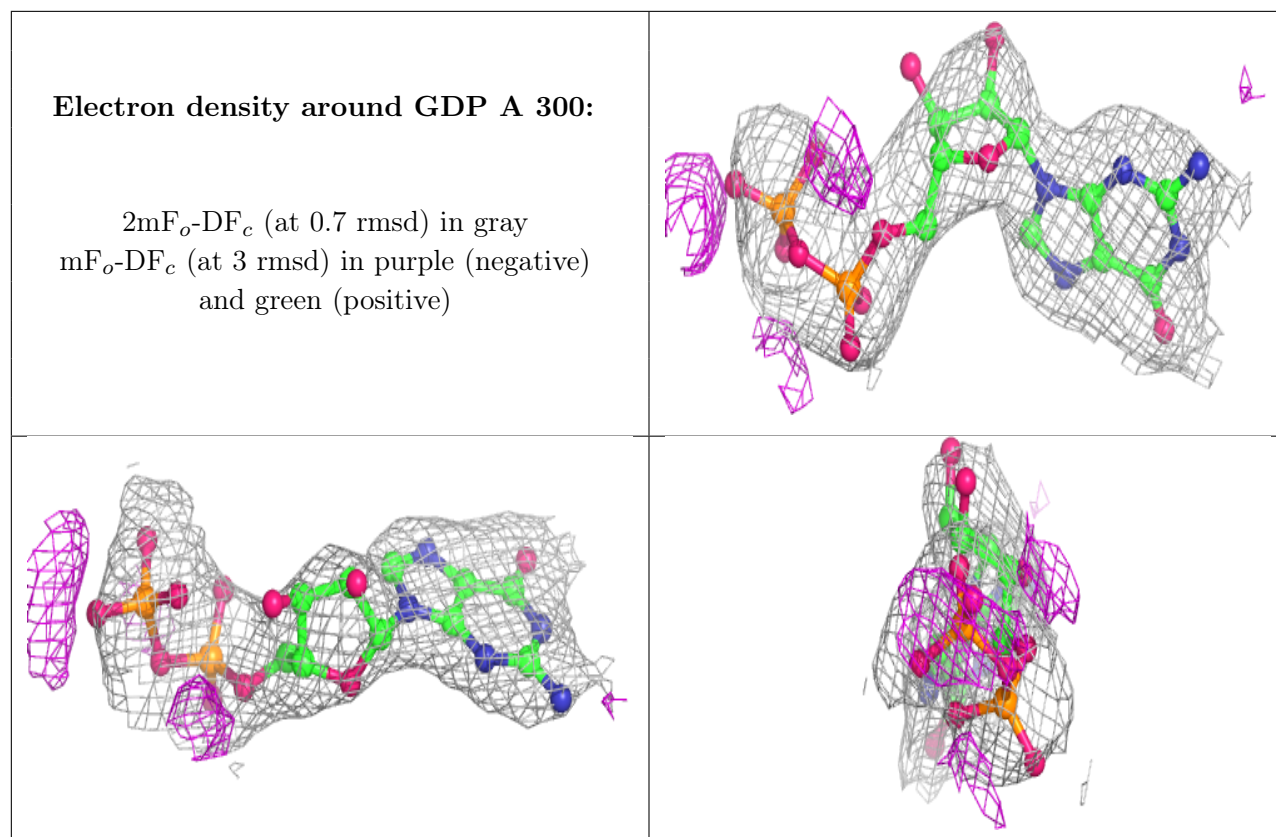 Electron density around GDP A 300:
2mFₒ-DF𝒸 (at 0.7 rmsd) in gray
mFₒ-DF𝒸 (at 3 rmsd) in purple (negative)
and green (positive)